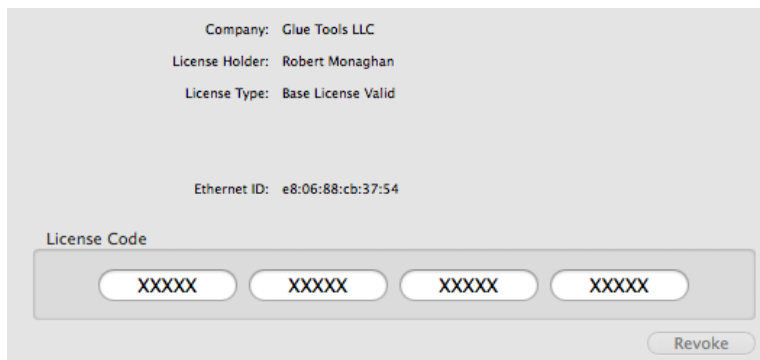 Company: Glue Tools LLC
License Holder: Robert Monaghan
License Type: Base License Valid
Ethernet ID: e8:06:88:cb:37:54
License Code
XXXXX XXXXX XXXXX XXXXX
Revoke